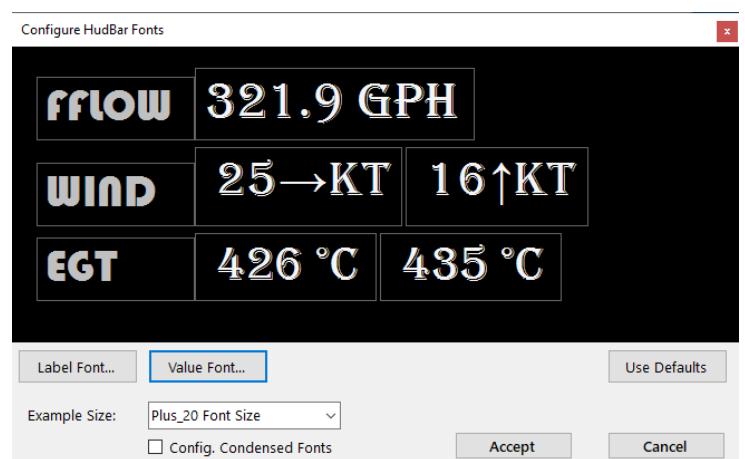 Configure HudBar Fonts
x
FFLOW 321.9 GPH
WIND 25→KT 16↑KT
EGT 426 °C 435 °C
Label Font... Value Font... Use Defaults
Example Size: Plus_20 Font Size
Config. Condensed Fonts Accept Cancel